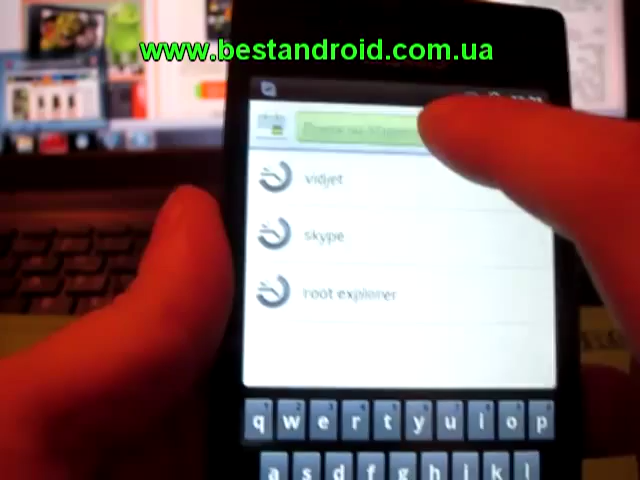 www.bestandroid.com.ua
vidjet
skype
root explorer
q w e r t y u i o p
a s d f g h j k l